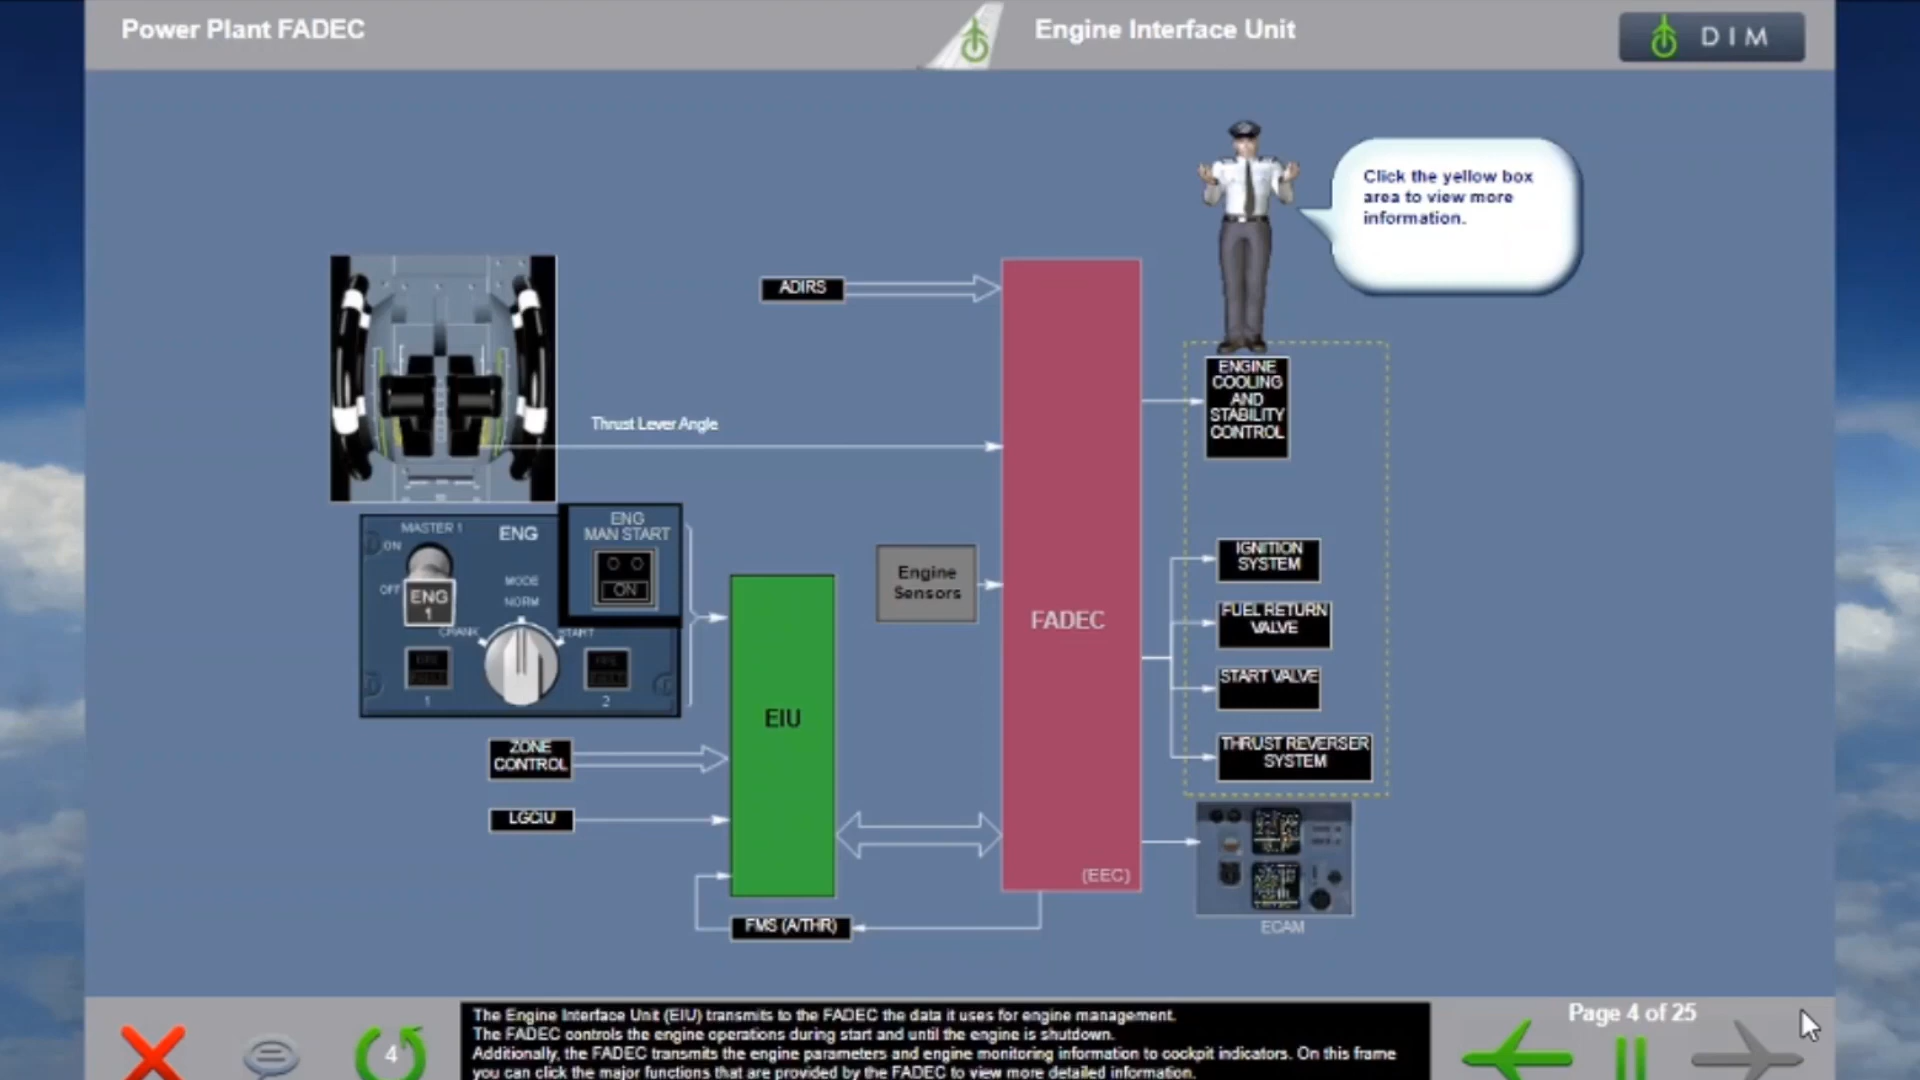 Power Plant FADEC
Engine Interface Unit
DIM
Click the yellow box
area to view more
information.
ADIRS
ENGINE
COOLING
AND
STABILITY
CONTROL
Thrust Lever Angle
MASTER 1
ENG
ON
OFF
ENG
1
MODE
NORM
CRANK
START
1
2
ENG
MAN START
ON
Engine
Sensors
IGNITION
SYSTEM
FUEL RETURN
VALVE
FADEC
START VALVE
EIU
ZONE
CONTROL
THRUST REVERSER
SYSTEM
LGCIU
(EEC)
FMS (A/THR)
ECAM
4
The Engine Interface Unit (EIU) transmits to the FADEC the data it uses for engine management.
The FADEC controls the engine operations during start and until the engine is shutdown.
Additionally, the FADEC transmits the engine parameters and engine monitoring information to cockpit indicators. On this frame
you can click the major functions that are provided by the FADEC to view more detailed information.
Page 4 of 25